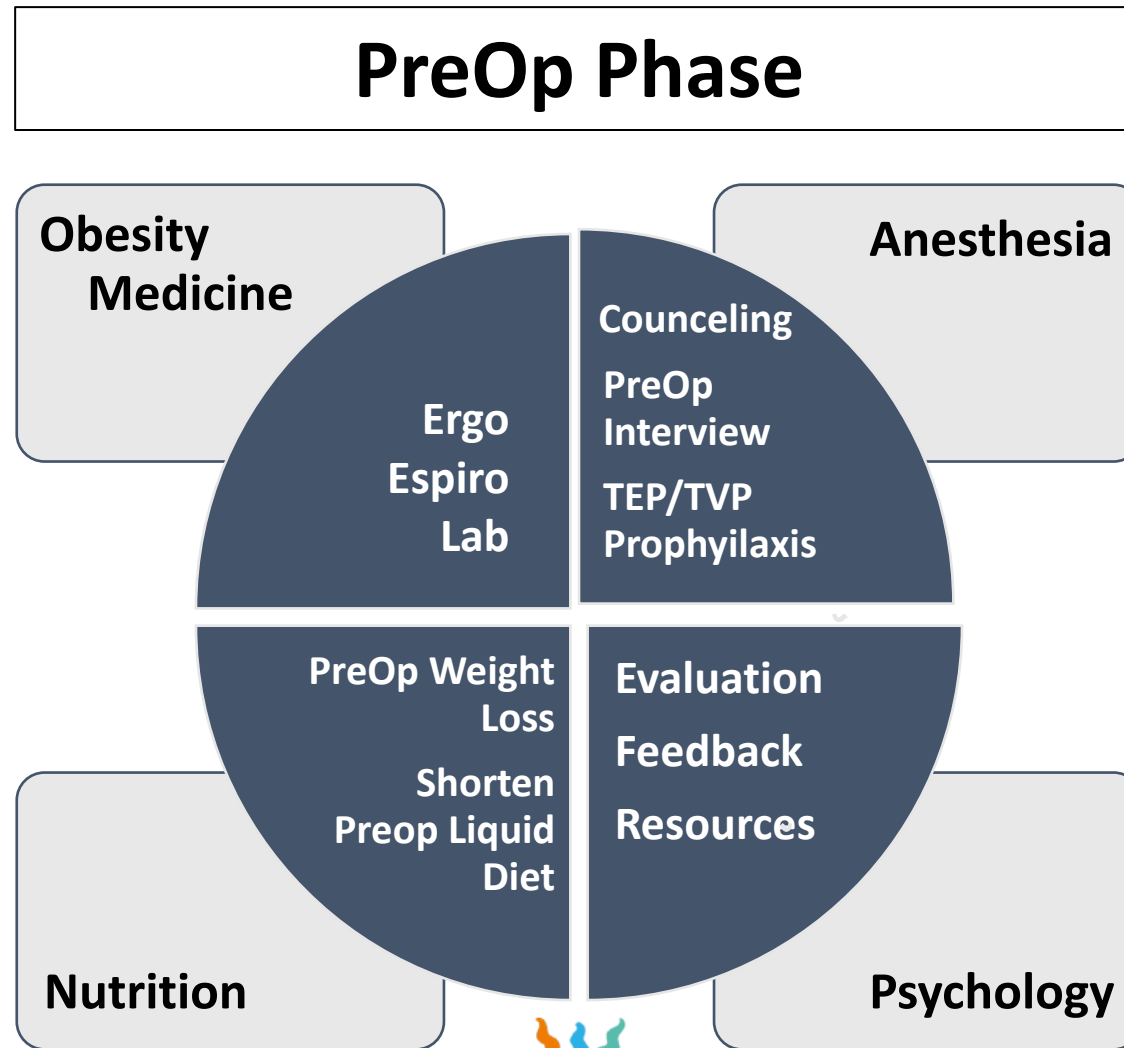 PreOp Phase
Obesity
Medicine
Ergo
Espiro
Lab
Anesthesia
Counceling
PreOp
Interview
TEP/TVP
Prophyilaxis
PreOp Weight
Loss
Shorten
Preop Liquid
Diet
Nutrition
Evaluation
Feedback
Resources
Psychology